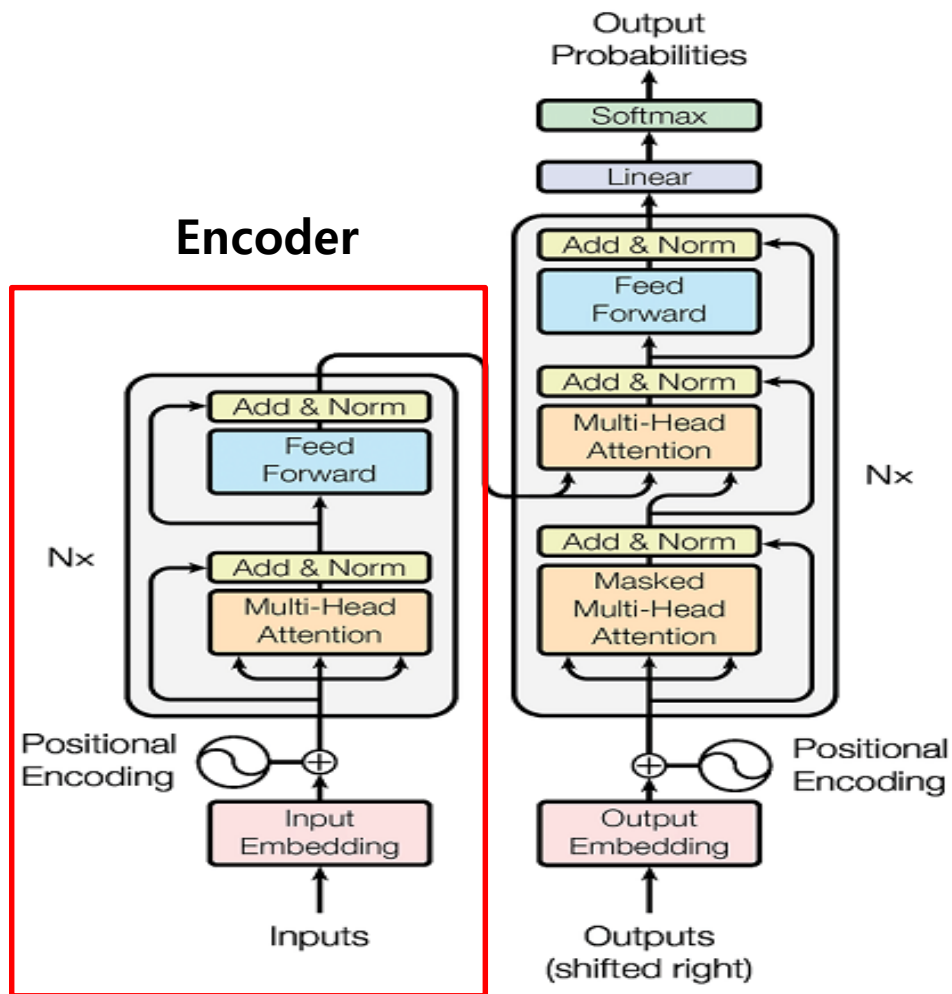 Encoder
Nx
Add & Norm
Feed
Forward
Add & Norm
Multi-Head
Attention
Positional
Encoding
Input
Embedding
Inputs
Output
Probabilities
Softmax
Linear
Add & Norm
Feed
Forward
Add & Norm
Multi-Head
Attention
Nx
Add & Norm
Masked
Multi-Head
Attention
Positional
Encoding
Output
Embedding
Outputs
(shifted right)